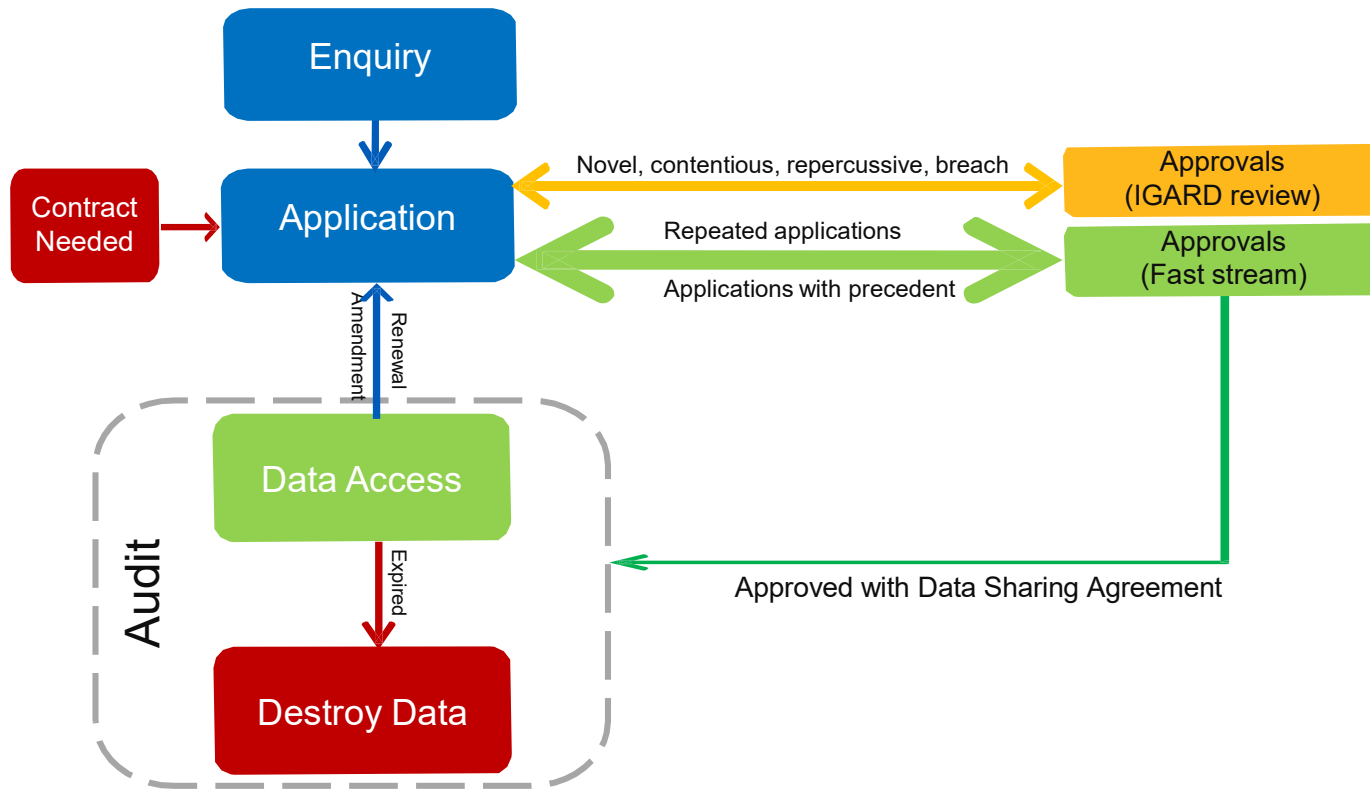 Enquiry
Novel, contentious, repercussive, breach
Approvals
(IGARD review)
Contract
Needed
Application
Repeated applications
Applications with precedent
Approvals
(Fast stream)
Amendment
Renewal
Data Access
Audit
Expired
Approved with Data Sharing Agreement
Destroy Data